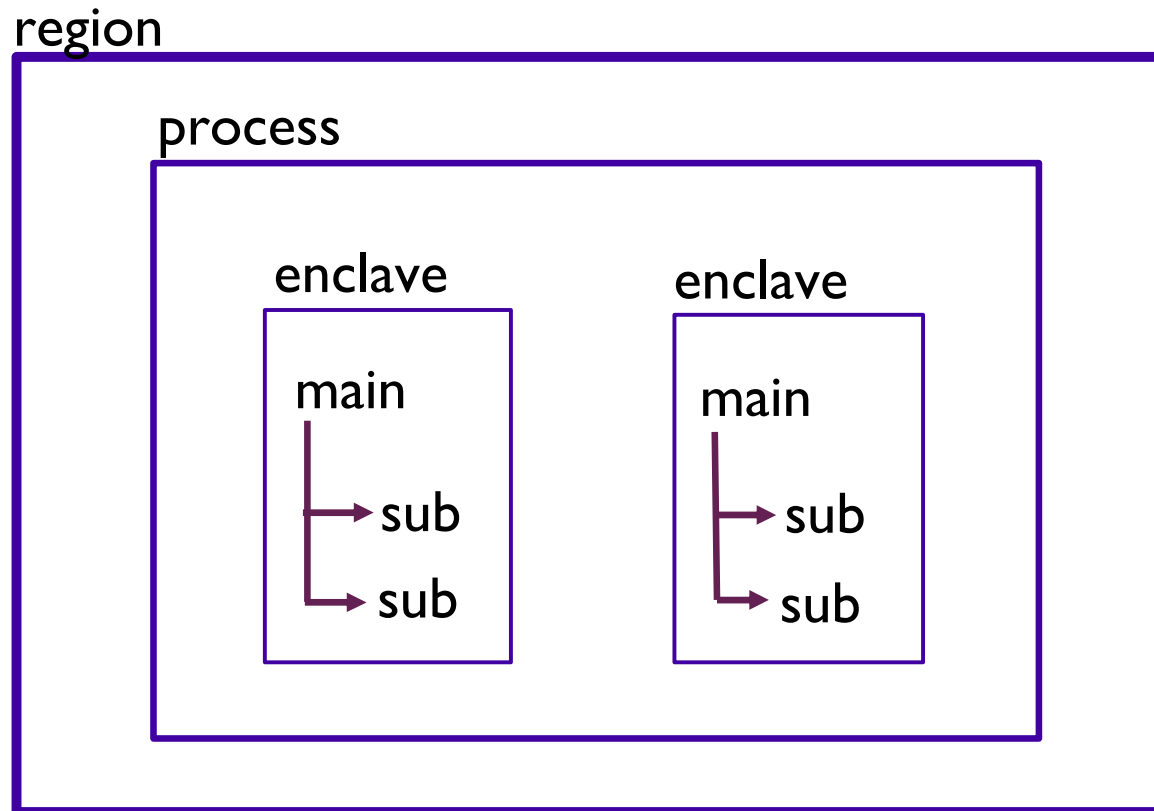 region
process
enclave
enclave
main
main
sub
sub
sub
sub